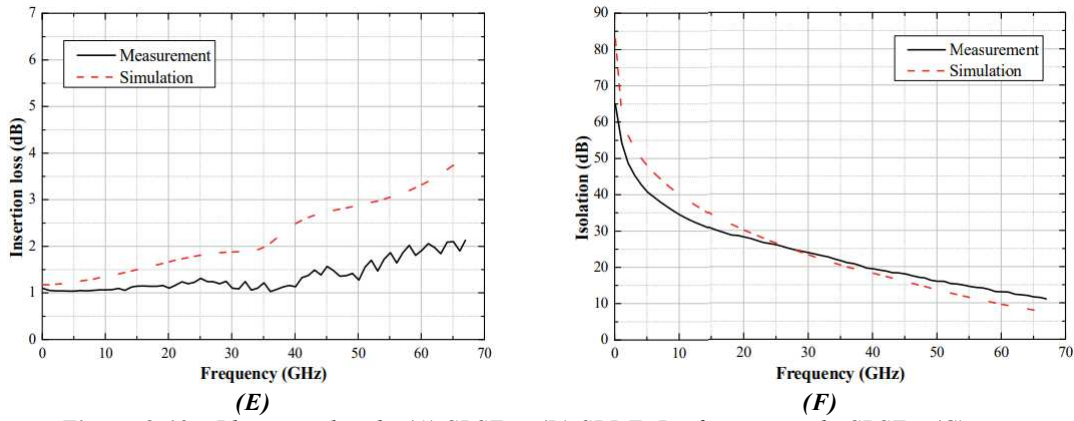 7
6
5
4
3
2
1
0
Insertion loss (dB)
Measurement
Simulation
0 10 20 30 40 50 60 70
Frequency (GHz)
(E)
90
80
70
60
50
40
30
20
10
0
Isolation (dB)
Measurement
Simulation
0 10 20 30 40 50 60 70
Frequency (GHz)
(F)